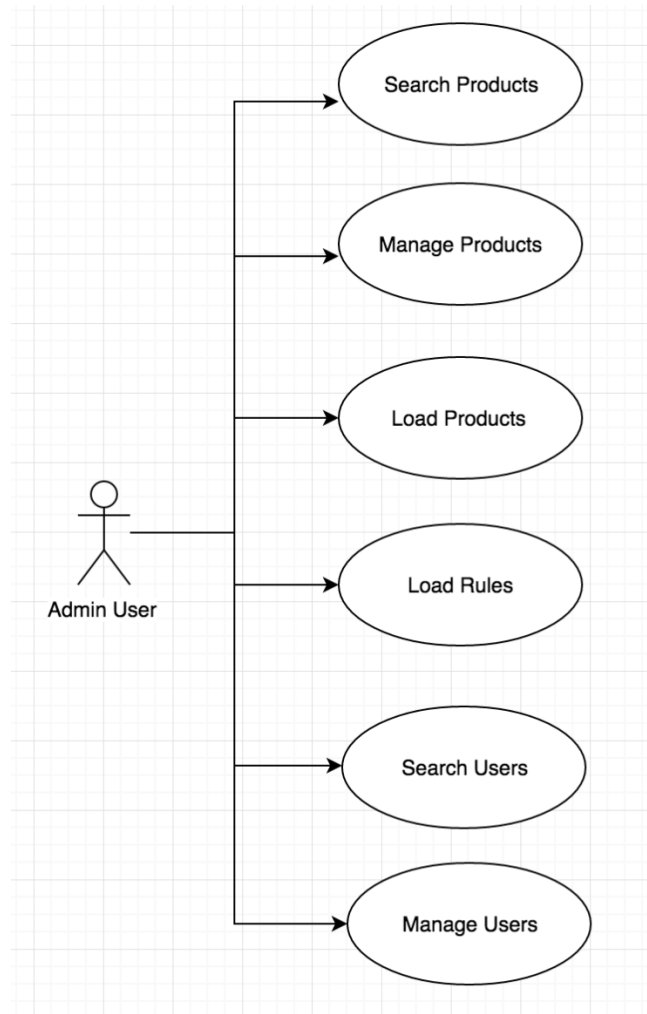 Search Products
Manage Products
Load Products
Load Rules
Admin User
Search Users
Manage Users